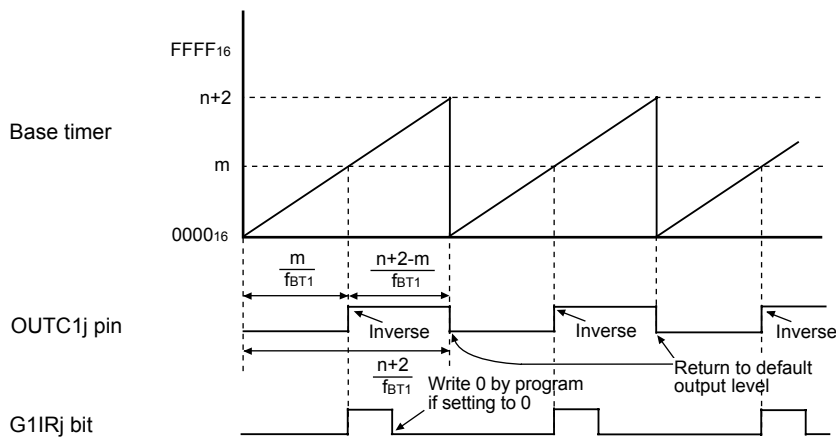 FFFF16
n+2
Base timer
m
000016
m
fBT1
n+2-m
fBT1
OUTC1j pin
Inverse
Inverse
Inverse
n+2
fBT1
Return to default
output level
Write 0 by program
if setting to 0
G1IRj bit